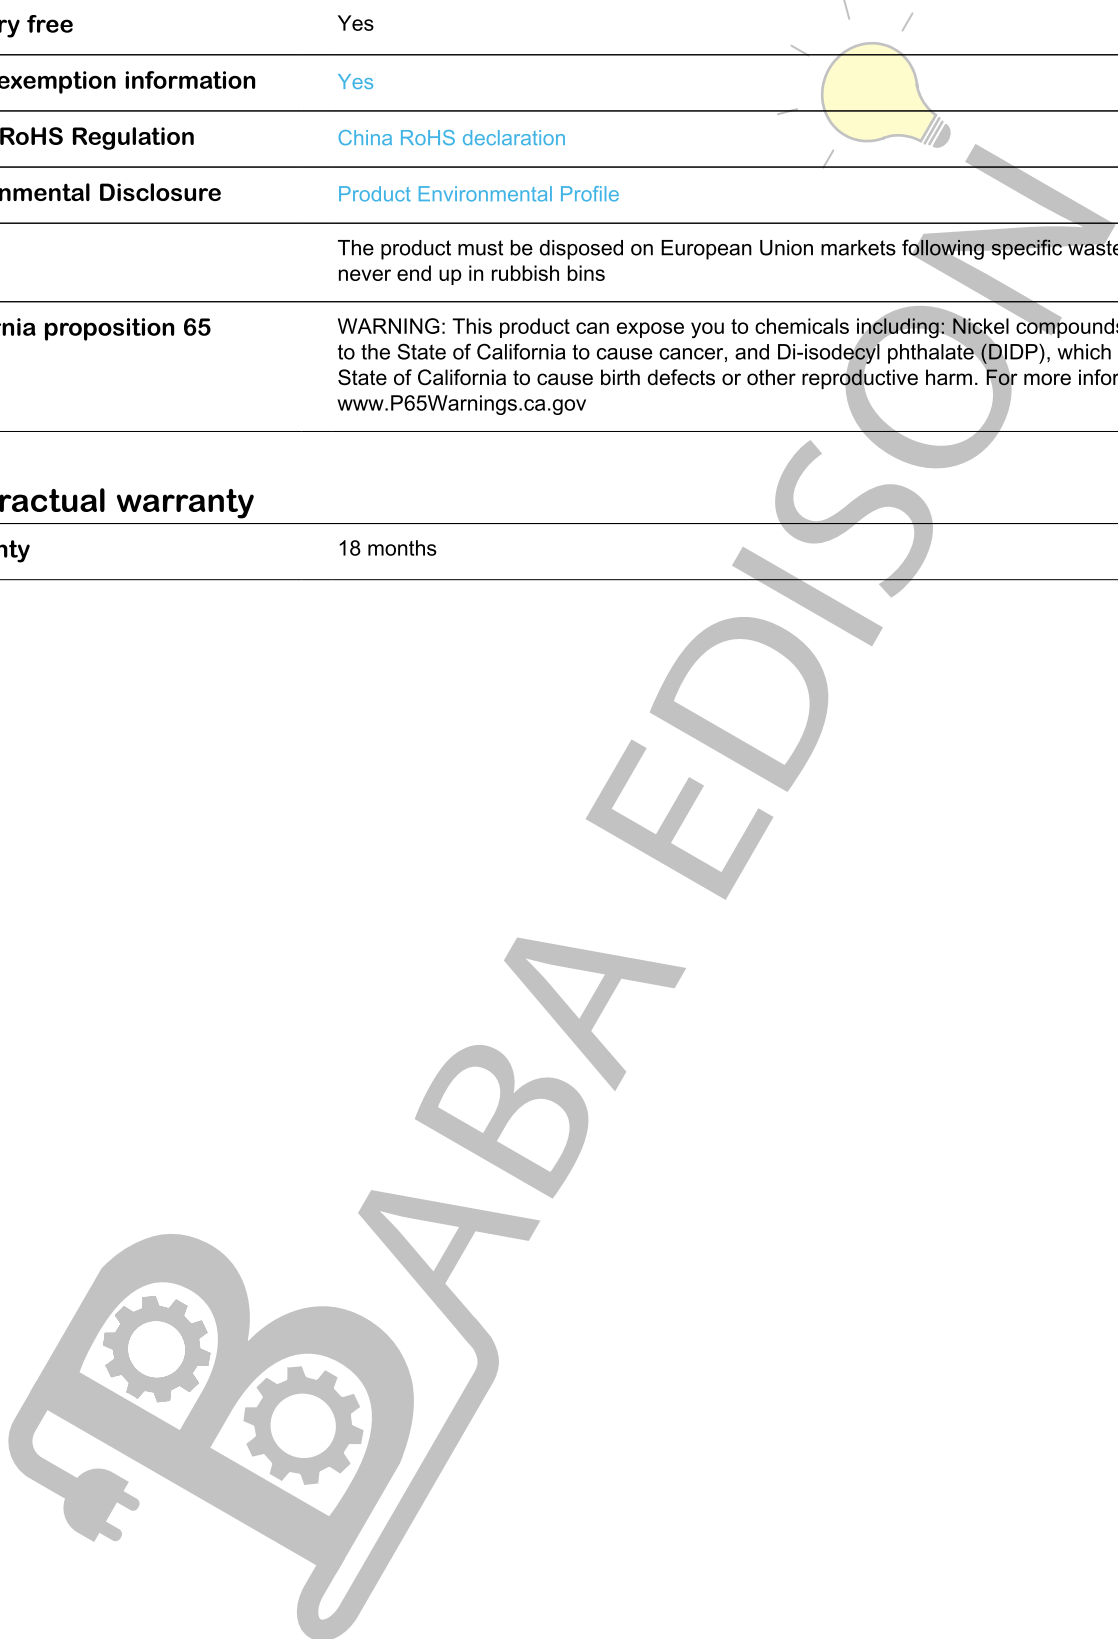 ry free Yes
exemption information Yes
RoHS Regulation China RoHS declaration
nmental Disclosure Product Environmental Profile
The product must be disposed on European Union markets following specific waste
never end up in rubbish bins
rnia proposition 65 WARNING: This product can expose you to chemicals including: Nickel compounds
to the State of California to cause cancer, and Di-isodecyl phthalate (DIDP), which
State of California to cause birth defects or other reproductive harm. For more infor
www.P65Warnings.ca.gov
ractual warranty
nty 18 months
BABA EDISON